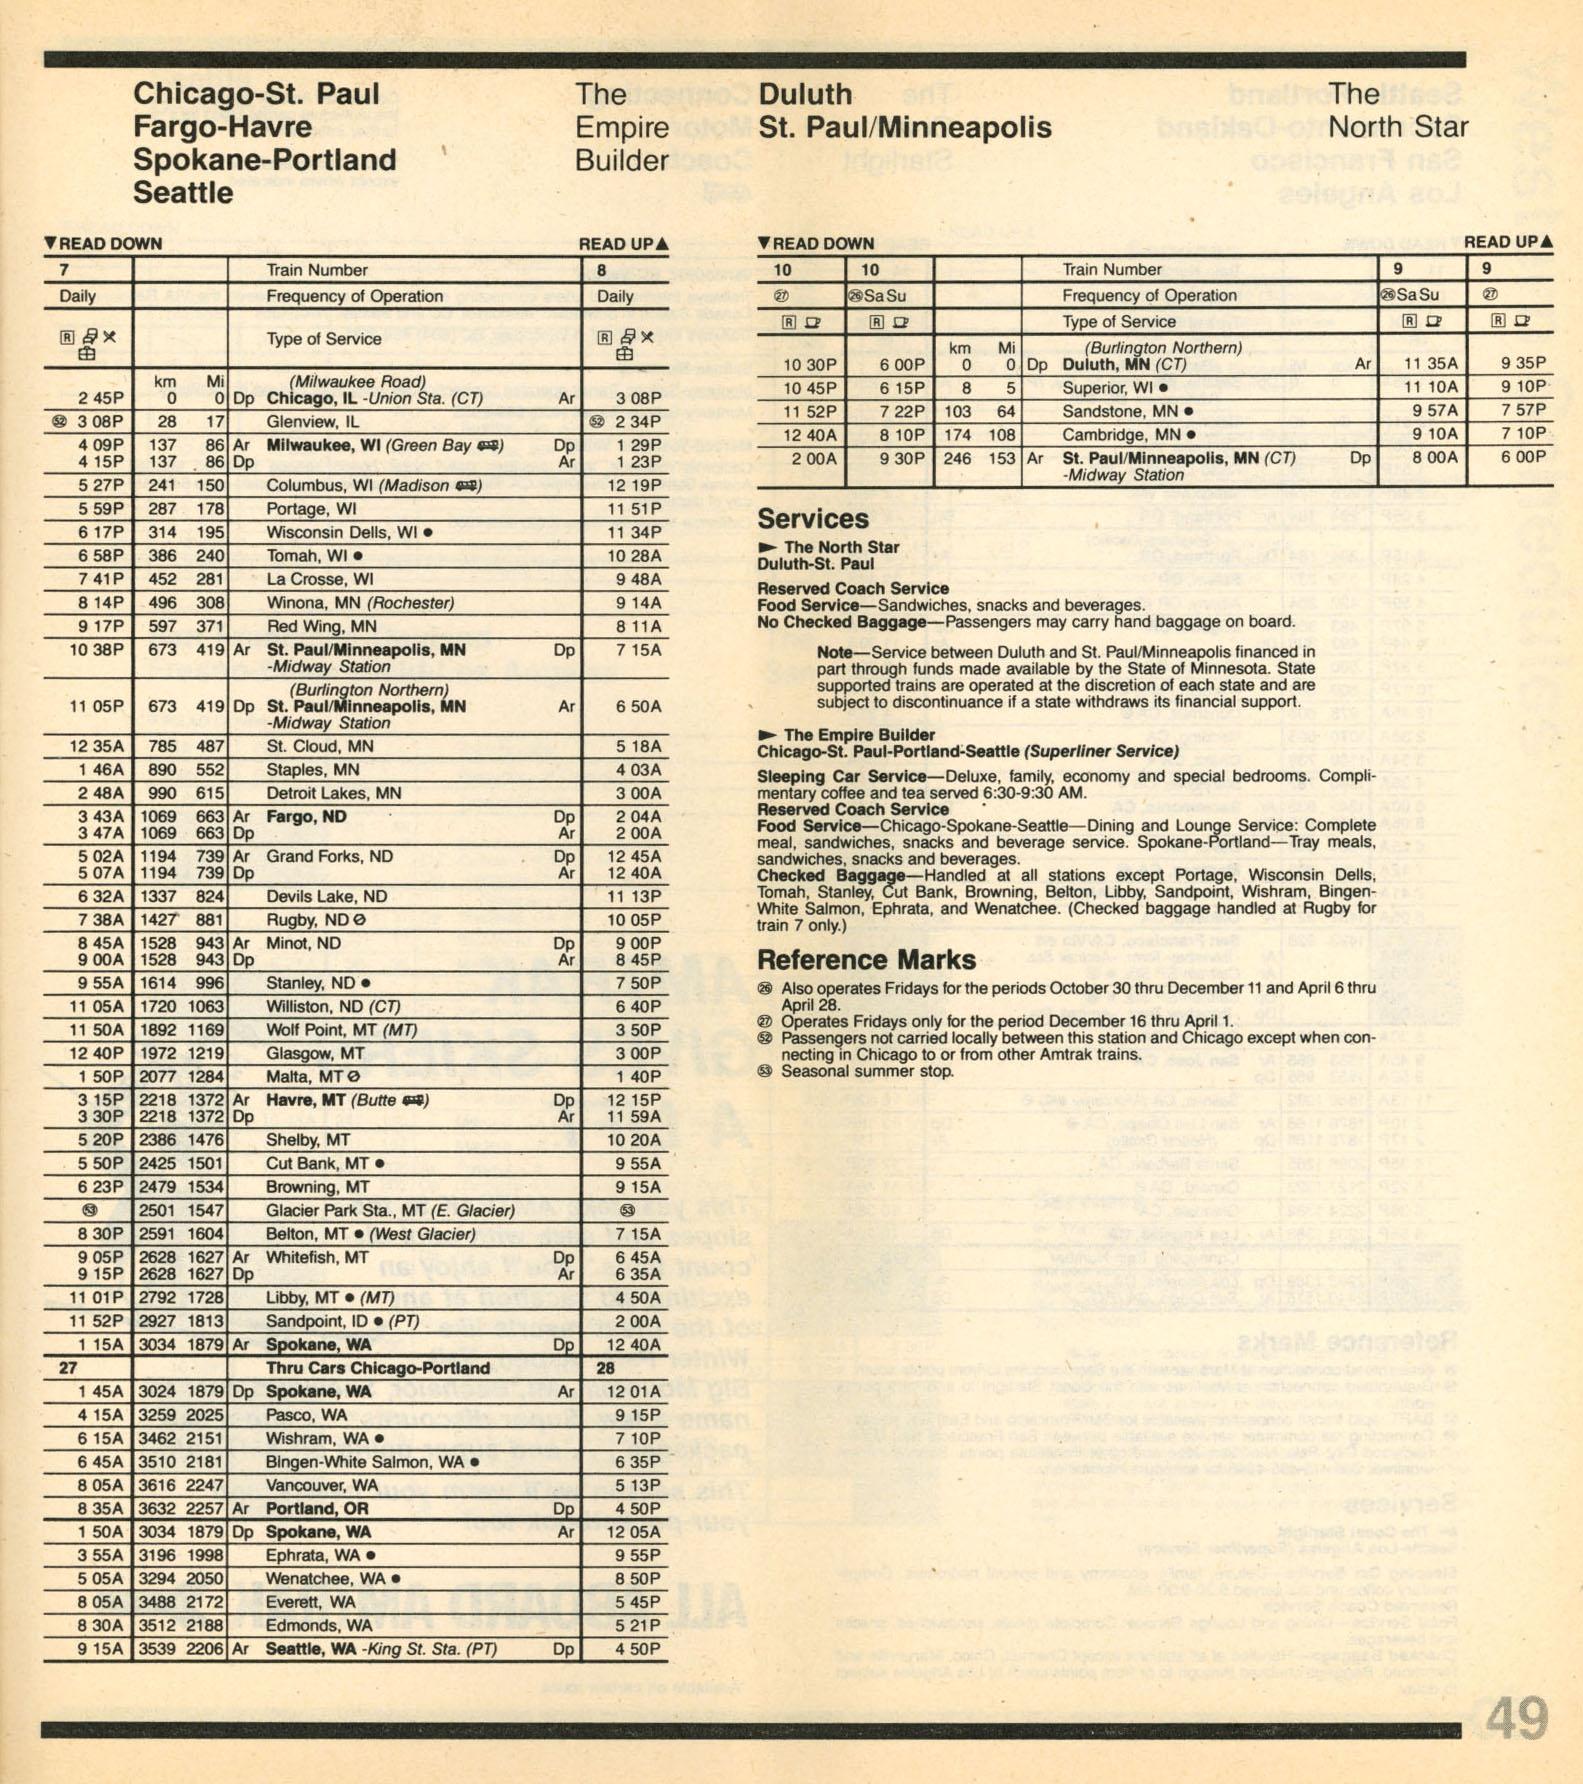 Chicago-St. Paul
Fargo-Havre
Spokane-Portland
Seattle
The
Empire
Builder
▼READ DOWN READ UP▲
7 Train Number 8
Daily Frequency of Operation Daily
R Type of Service R
km Mi (Milwaukee Road)
2 45P 0 0 Dp Chicago, IL -Union Sta. (CT) Ar 3 08P
52 3 08P 28 17 Glenview, IL 52 2 34P
4 09P 137 86 Ar Milwaukee, WI (Green Bay) Dp 1 29P
4 15P 137 86 Dp Ar 1 23P
5 27P 241 150 Columbus, WI (Madison) 12 19P
5 59P 287 178 Portage, WI 11 51P
6 17P 314 195 Wisconsin Dells, WI ● 11 34P
6 58P 386 240 Tomah, WI ● 10 28A
7 41P 452 281 La Crosse, WI 9 48A
8 14P 496 308 Winona, MN (Rochester) 9 14A
9 17P 597 371 Red Wing, MN 8 11A
10 38P 673 419 Ar St. Paul/Minneapolis, MN Dp 7 15A
-Midway Station
(Burlington Northern)
11 05P 673 419 Dp St. Paul/Minneapolis, MN Ar 6 50A
-Midway Station
12 35A 785 487 St. Cloud, MN 5 18A
1 46A 890 552 Staples, MN 4 03A
2 48A 990 615 Detroit Lakes, MN 3 00A
3 43A 1069 663 Ar Fargo, ND Dp 2 04A
3 47A 1069 663 Dp Ar 2 00A
5 02A 1194 739 Ar Grand Forks, ND Dp 12 45A
5 07A 1194 739 Dp Ar 12 40A
6 32A 1337 824 Devils Lake, ND 11 13P
7 38A 1427 881 Rugby, ND ⊘ 10 05P
8 45A 1528 943 Ar Minot, ND Dp 9 00P
9 00A 1528 943 Dp Ar 8 45P
9 55A 1614 996 Stanley, ND ● 7 50P
11 05A 1720 1063 Williston, ND (CT) 6 40P
11 50A 1892 1169 Wolf Point, MT (MT) 3 50P
12 40P 1972 1219 Glasgow, MT 3 00P
1 50P 2077 1284 Malta, MT ⊘ 1 40P
3 15P 2218 1372 Ar Havre, MT (Butte) Dp 12 15P
3 30P 2218 1372 Dp Ar 11 59A
5 20P 2386 1476 Shelby, MT 10 20A
5 50P 2425 1501 Cut Bank, MT ● 9 55A
6 23P 2479 1534 Browning, MT 9 15A
53 2501 1547 Glacier Park Sta., MT (E. Glacier) 53
8 30P 2591 1604 Belton, MT ● (West Glacier) 7 15A
9 05P 2628 1627 Ar Whitefish, MT Dp 6 45A
9 15P 2628 1627 Dp Ar 6 35A
11 01P 2792 1728 Libby, MT ● (MT) 4 50A
11 52P 2927 1813 Sandpoint, ID ● (PT) 2 00A
1 15A 3034 1879 Ar Spokane, WA Dp 12 40A
27 Thru Cars Chicago-Portland 28
1 45A 3024 1879 Dp Spokane, WA Ar 12 01A
4 15A 3259 2025 Pasco, WA 9 15P
6 15A 3462 2151 Wishram, WA ● 7 10P
6 45A 3510 2181 Bingen-White Salmon, WA ● 6 35P
8 05A 3616 2247 Vancouver, WA 5 13P
8 35A 3632 2257 Ar Portland, OR Dp 4 50P
1 50A 3034 1879 Dp Spokane, WA Ar 12 05A
3 55A 3196 1998 Ephrata, WA ● 9 55P
5 05A 3294 2050 Wenatchee, WA ● 8 50P
8 05A 3488 2172 Everett, WA 5 45P
8 30A 3512 2188 Edmonds, WA 5 21P
9 15A 3539 2206 Ar Seattle, WA -King St. Sta. (PT) Dp 4 50P
Duluth
St. Paul/Minneapolis
The
North Star
▼READ DOWN READ UP▲
10 10 Train Number 9 9
27 26 Sa Su Frequency of Operation 26 Sa Su 27
R R Type of Service R R
km Mi (Burlington Northern)
10 30P 6 00P 0 0 Dp Duluth, MN (CT) Ar 11 35A 9 35P
10 45P 6 15P 8 5 Superior, WI ● 11 10A 9 10P
11 52P 7 22P 103 64 Sandstone, MN ● 9 57A 7 57P
12 40A 8 10P 174 108 Cambridge, MN ● 9 10A 7 10P
2 00A 9 30P 246 153 Ar St. Paul/Minneapolis, MN (CT) Dp 8 00A 6 00P
-Midway Station
Services
► The North Star
Duluth-St. Paul
Reserved Coach Service
Food Service—Sandwiches, snacks and beverages.
No Checked Baggage—Passengers may carry hand baggage on board.
Note—Service between Duluth and St. Paul/Minneapolis financed in
part through funds made available by the State of Minnesota. State
supported trains are operated at the discretion of each state and are
subject to discontinuance if a state withdraws its financial support.
► The Empire Builder
Chicago-St. Paul-Portland-Seattle (Superliner Service)
Sleeping Car Service—Deluxe, family, economy and special bedrooms. Compli-
mentary coffee and tea served 6:30-9:30 AM.
Reserved Coach Service
Food Service—Chicago-Spokane-Seattle—Dining and Lounge Service: Complete
meal, sandwiches, snacks and beverage service. Spokane-Portland—Tray meals,
sandwiches, snacks and beverages.
Checked Baggage—Handled at all stations except Portage, Wisconsin Dells,
Tomah, Stanley, Cut Bank, Browning, Belton, Libby, Sandpoint, Wishram, Bingen-
White Salmon, Ephrata, and Wenatchee. (Checked baggage handled at Rugby for
train 7 only.)
Reference Marks
26 Also operates Fridays for the periods October 30 thru December 11 and April 6 thru
April 28.
27 Operates Fridays only for the period December 16 thru April 1.
52 Passengers not carried locally between this station and Chicago except when con-
necting in Chicago to or from other Amtrak trains.
53 Seasonal summer stop.
49